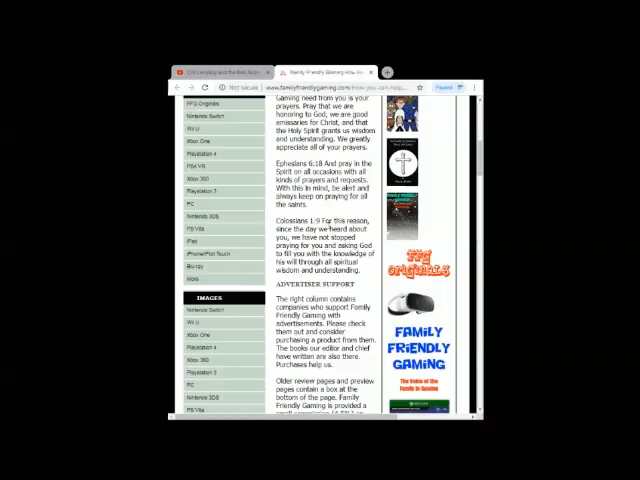 Family Friendly Gaming How
Not secure
www.familyfriendlygaming.com/How-you-can-help...
Paused
FFG Originals
Nintendo Switch
Wii U
Xbox One
Playstation 4
PS4 VR
Xbox 360
Playstation 3
PC
Nintendo 3DS
PS Vita
iPad
iPhone/iPod Touch
Blu-ray
More
IMAGES
Nintendo Switch
Wii U
Xbox One
Playstation 4
Xbox 360
Playstation 3
PC
Nintendo 3DS
PS Vita
Gaming need from you is your
prayers. Pray that we are
honoring to God, we are good
emissaries for Christ, and that
the Holy Spirit grants us wisdom
and understanding. We greatly
appreciate all of your prayers.
Ephesians 6:18 And pray in the
Spirit on all occasions with all
kinds of prayers and requests.
With this in mind, be alert and
always keep on praying for all
the saints.
Colossians 1:9 For this reason,
since the day we heard about
you, we have not stopped
praying for you and asking God
to fill you with the knowledge of
his will through all spiritual
wisdom and understanding.
ADVERTISER SUPPORT
The right column contains
companies who support Family
Friendly Gaming with
advertisements. Please check
them out and consider
purchasing a product from them.
The books our editor and chief
have written are also there.
Purchases help us.
Older review pages and preview
pages contain a box at the
bottom of the page. Family
Friendly Gaming is provided a
FFG
ORIGINALS
FAMILY
FRIENDLY
GAMING
The Voice of the
Family in Gaming